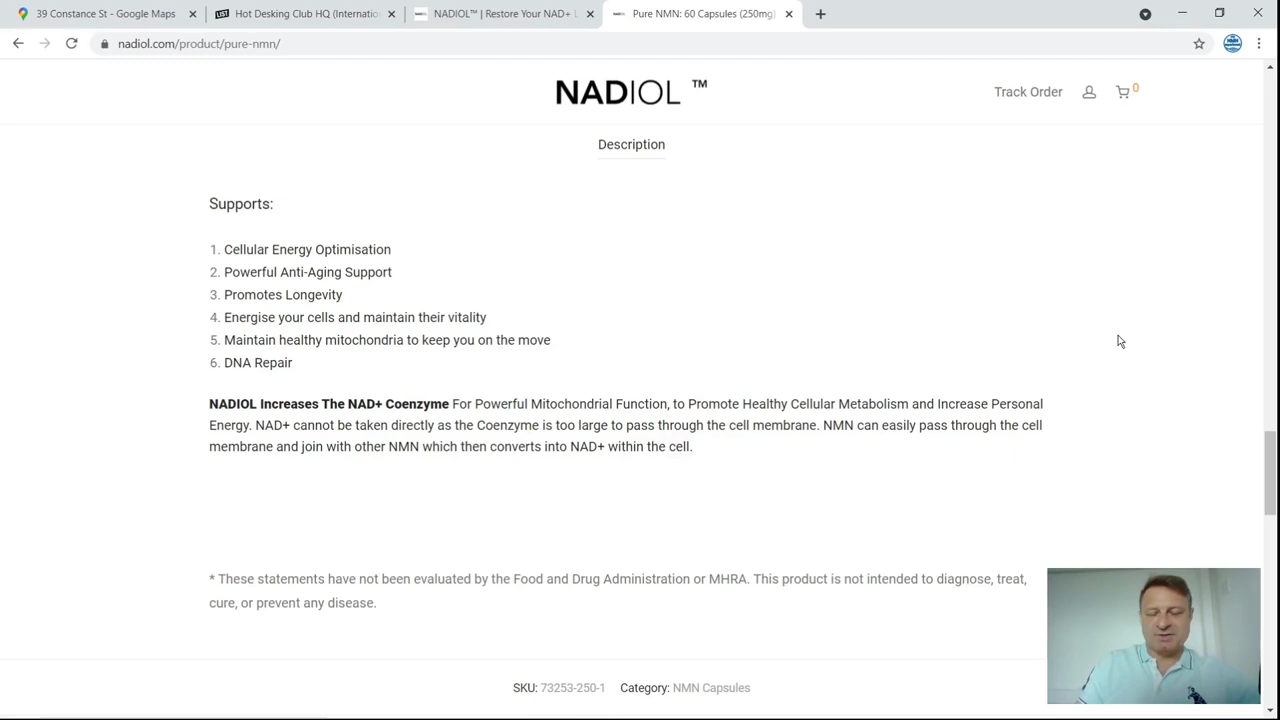 39 Constance St - Google Maps
Hot Desking Club HQ (Internatio
NADIOL™ | Restore Your NAD+ L
Pure NMN: 60 Capsules (250mg)
nadiol.com/product/pure-nmn/
NADIOL ™
Track Order
0
Description
Supports:
1. Cellular Energy Optimisation
2. Powerful Anti-Aging Support
3. Promotes Longevity
4. Energise your cells and maintain their vitality
5. Maintain healthy mitochondria to keep you on the move
6. DNA Repair
NADIOL Increases The NAD+ Coenzyme For Powerful Mitochondrial Function, to Promote Healthy Cellular Metabolism and Increase Personal
Energy. NAD+ cannot be taken directly as the Coenzyme is too large to pass through the cell membrane. NMN can easily pass through the cell
membrane and join with other NMN which then converts into NAD+ within the cell.
* These statements have not been evaluated by the Food and Drug Administration or MHRA. This product is not intended to diagnose, treat,
cure, or prevent any disease.
SKU: 73253-250-1 Category: NMN Capsules